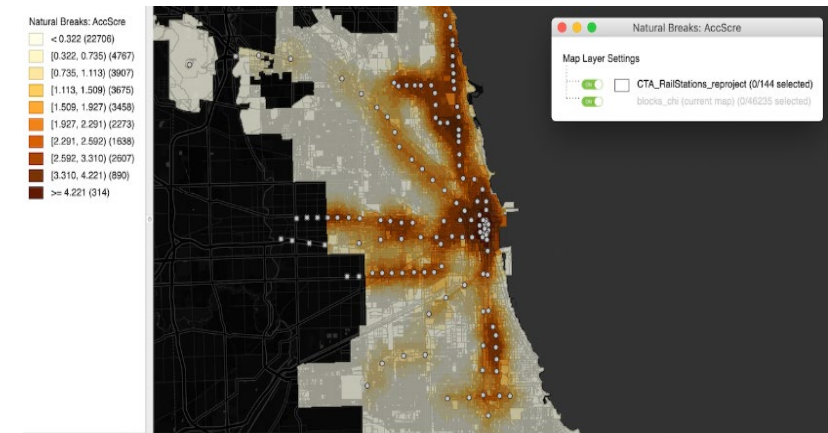 Natural Breaks: AccScre
< 0.322 (22706)
[0.322, 0.735) (4767)
[0.735, 1.113) (3907)
[1.113, 1.509) (3675)
[1.509, 1.927) (3458)
[1.927, 2.291) (2273)
[2.291, 2.592) (1638)
[2.592, 3.310) (2607)
[3.310, 4.221) (890)
>= 4.221 (314)
Natural Breaks: AccScre
Map Layer Settings
ON CTA_RailStations_reproject (0/144 selected)
ON blocks_chi (current map) (0/46235 selected)